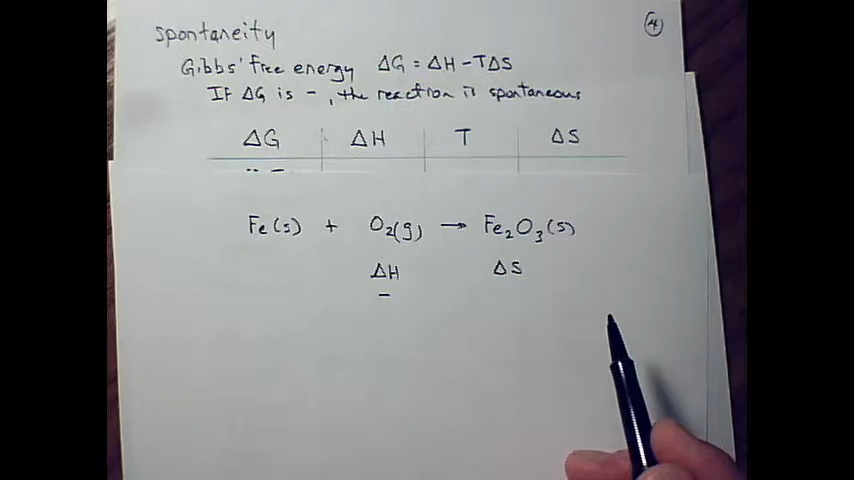 spontaneity
④
Gibbs' free energy ΔG = ΔH - TΔS
If ΔG is - , the reaction is spontaneous
ΔG ΔH T ΔS
Fe(s) + O₂(g) → Fe₂O₃(s)
ΔH ΔS
-